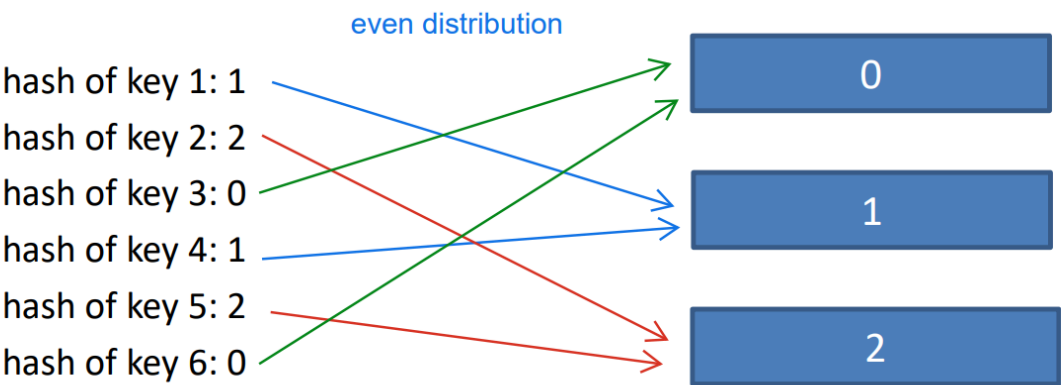 even distribution
hash of key 1: 1
hash of key 2: 2
hash of key 3: 0
hash of key 4: 1
hash of key 5: 2
hash of key 6: 0
0
1
2